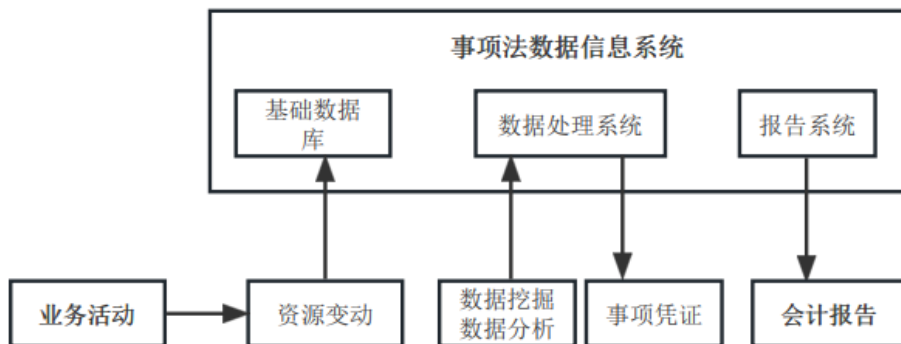 事项法数据信息系统
基础数据
库
数据处理系统
报告系统
业务活动
资源变动
数据挖掘
数据分析
事项凭证
会计报告